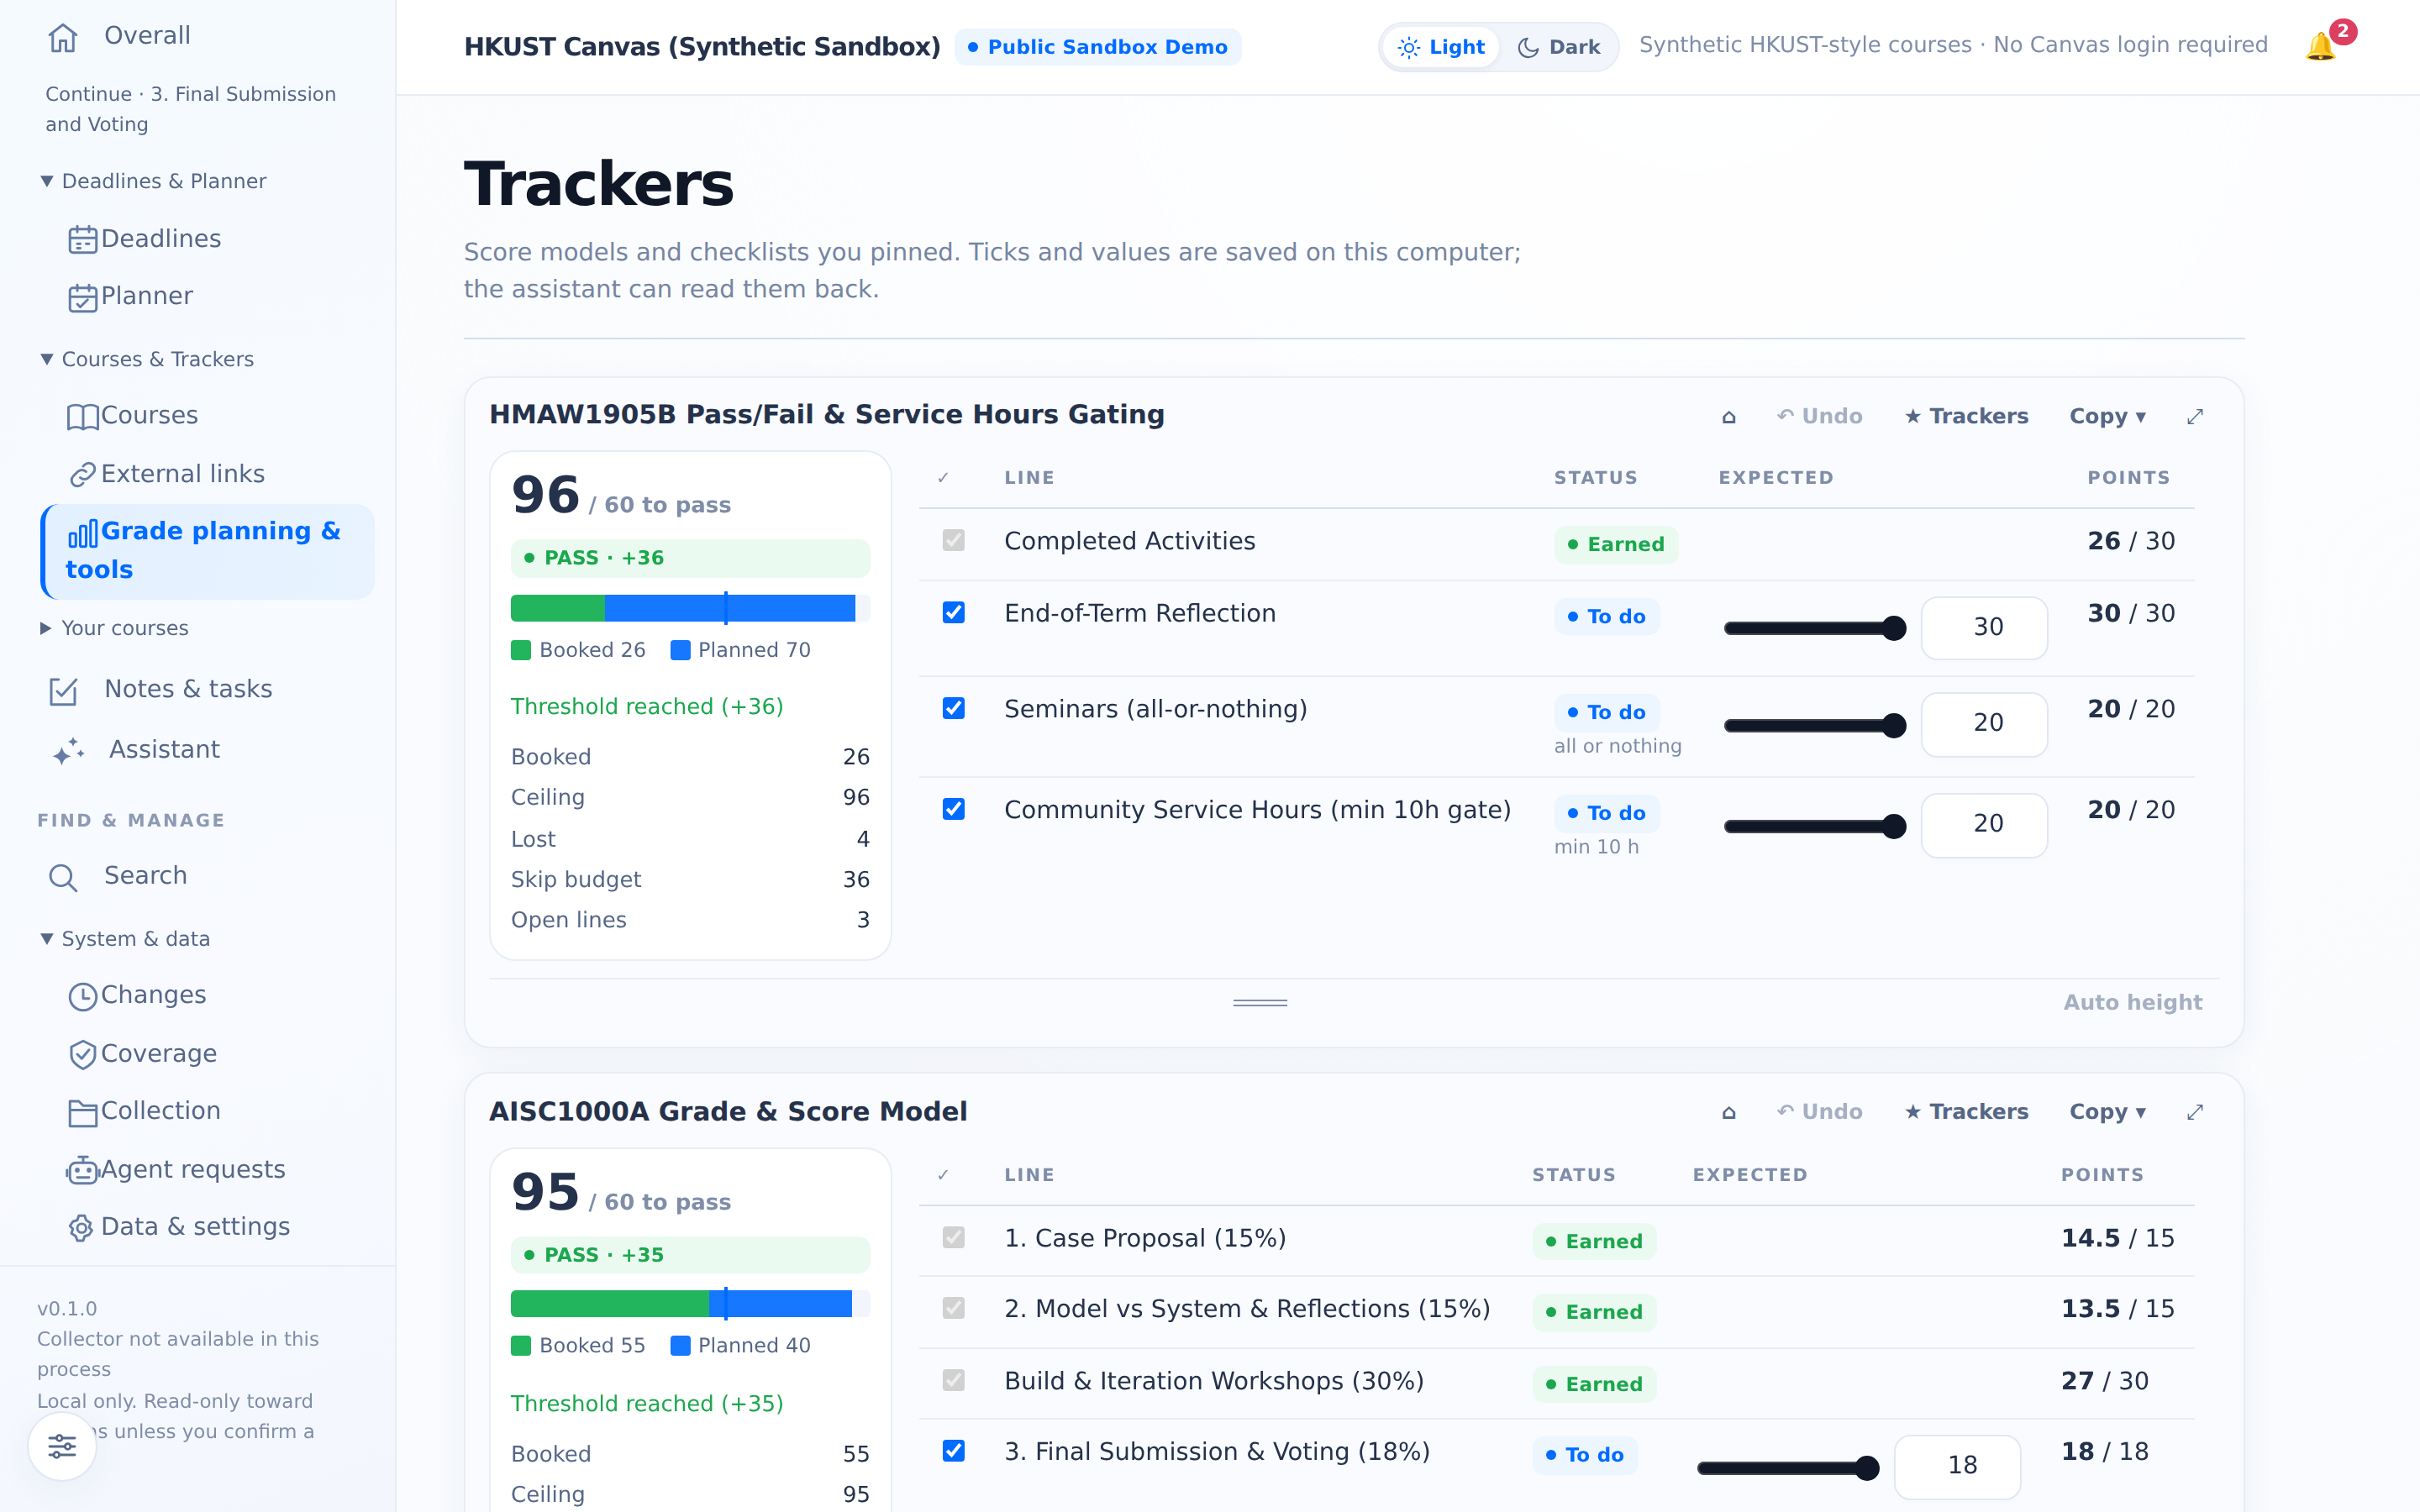 Overall
Continue · 3. Final Submission
and Voting
▼ Deadlines & Planner
Deadlines
Planner
▼ Courses & Trackers
Courses
External links
Grade planning &
tools
▶ Your courses
Notes & tasks
Assistant
FIND & MANAGE
Search
▼ System & data
Changes
Coverage
Collection
Agent requests
Data & settings
v0.1.0
Collector not available in this
process
Local only. Read-only toward
unless you confirm a
HKUST Canvas (Synthetic Sandbox)
Public Sandbox Demo
Light
Dark
Synthetic HKUST-style courses · No Canvas login required
2
Trackers
Score models and checklists you pinned. Ticks and values are saved on this computer;
the assistant can read them back.
HMAW1905B Pass/Fail & Service Hours Gating
↶ Undo
★ Trackers
Copy ▾
96 / 60 to pass
PASS · +36
Booked 26 Planned 70
Threshold reached (+36)
Booked 26
Ceiling 96
Lost 4
Skip budget 36
Open lines 3
✓ LINE STATUS EXPECTED POINTS
Completed Activities Earned 26 / 30
End-of-Term Reflection To do 30 30 / 30
Seminars (all-or-nothing) To do 20 20 / 20
all or nothing
Community Service Hours (min 10h gate) To do 20 20 / 20
min 10 h
Auto height
AISC1000A Grade & Score Model
↶ Undo
★ Trackers
Copy ▾
95 / 60 to pass
PASS · +35
Booked 55 Planned 40
Threshold reached (+35)
Booked 55
Ceiling 95
✓ LINE STATUS EXPECTED POINTS
1. Case Proposal (15%) Earned 14.5 / 15
2. Model vs System & Reflections (15%) Earned 13.5 / 15
Build & Iteration Workshops (30%) Earned 27 / 30
3. Final Submission & Voting (18%) To do 18 18 / 18